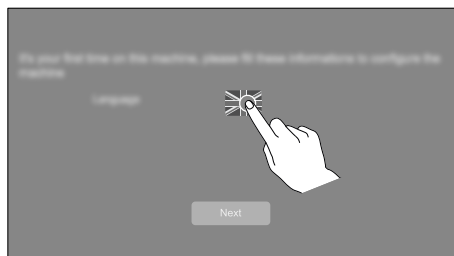 It's your first time on this machine, please fill these informations to configure the
machine
Language
Next